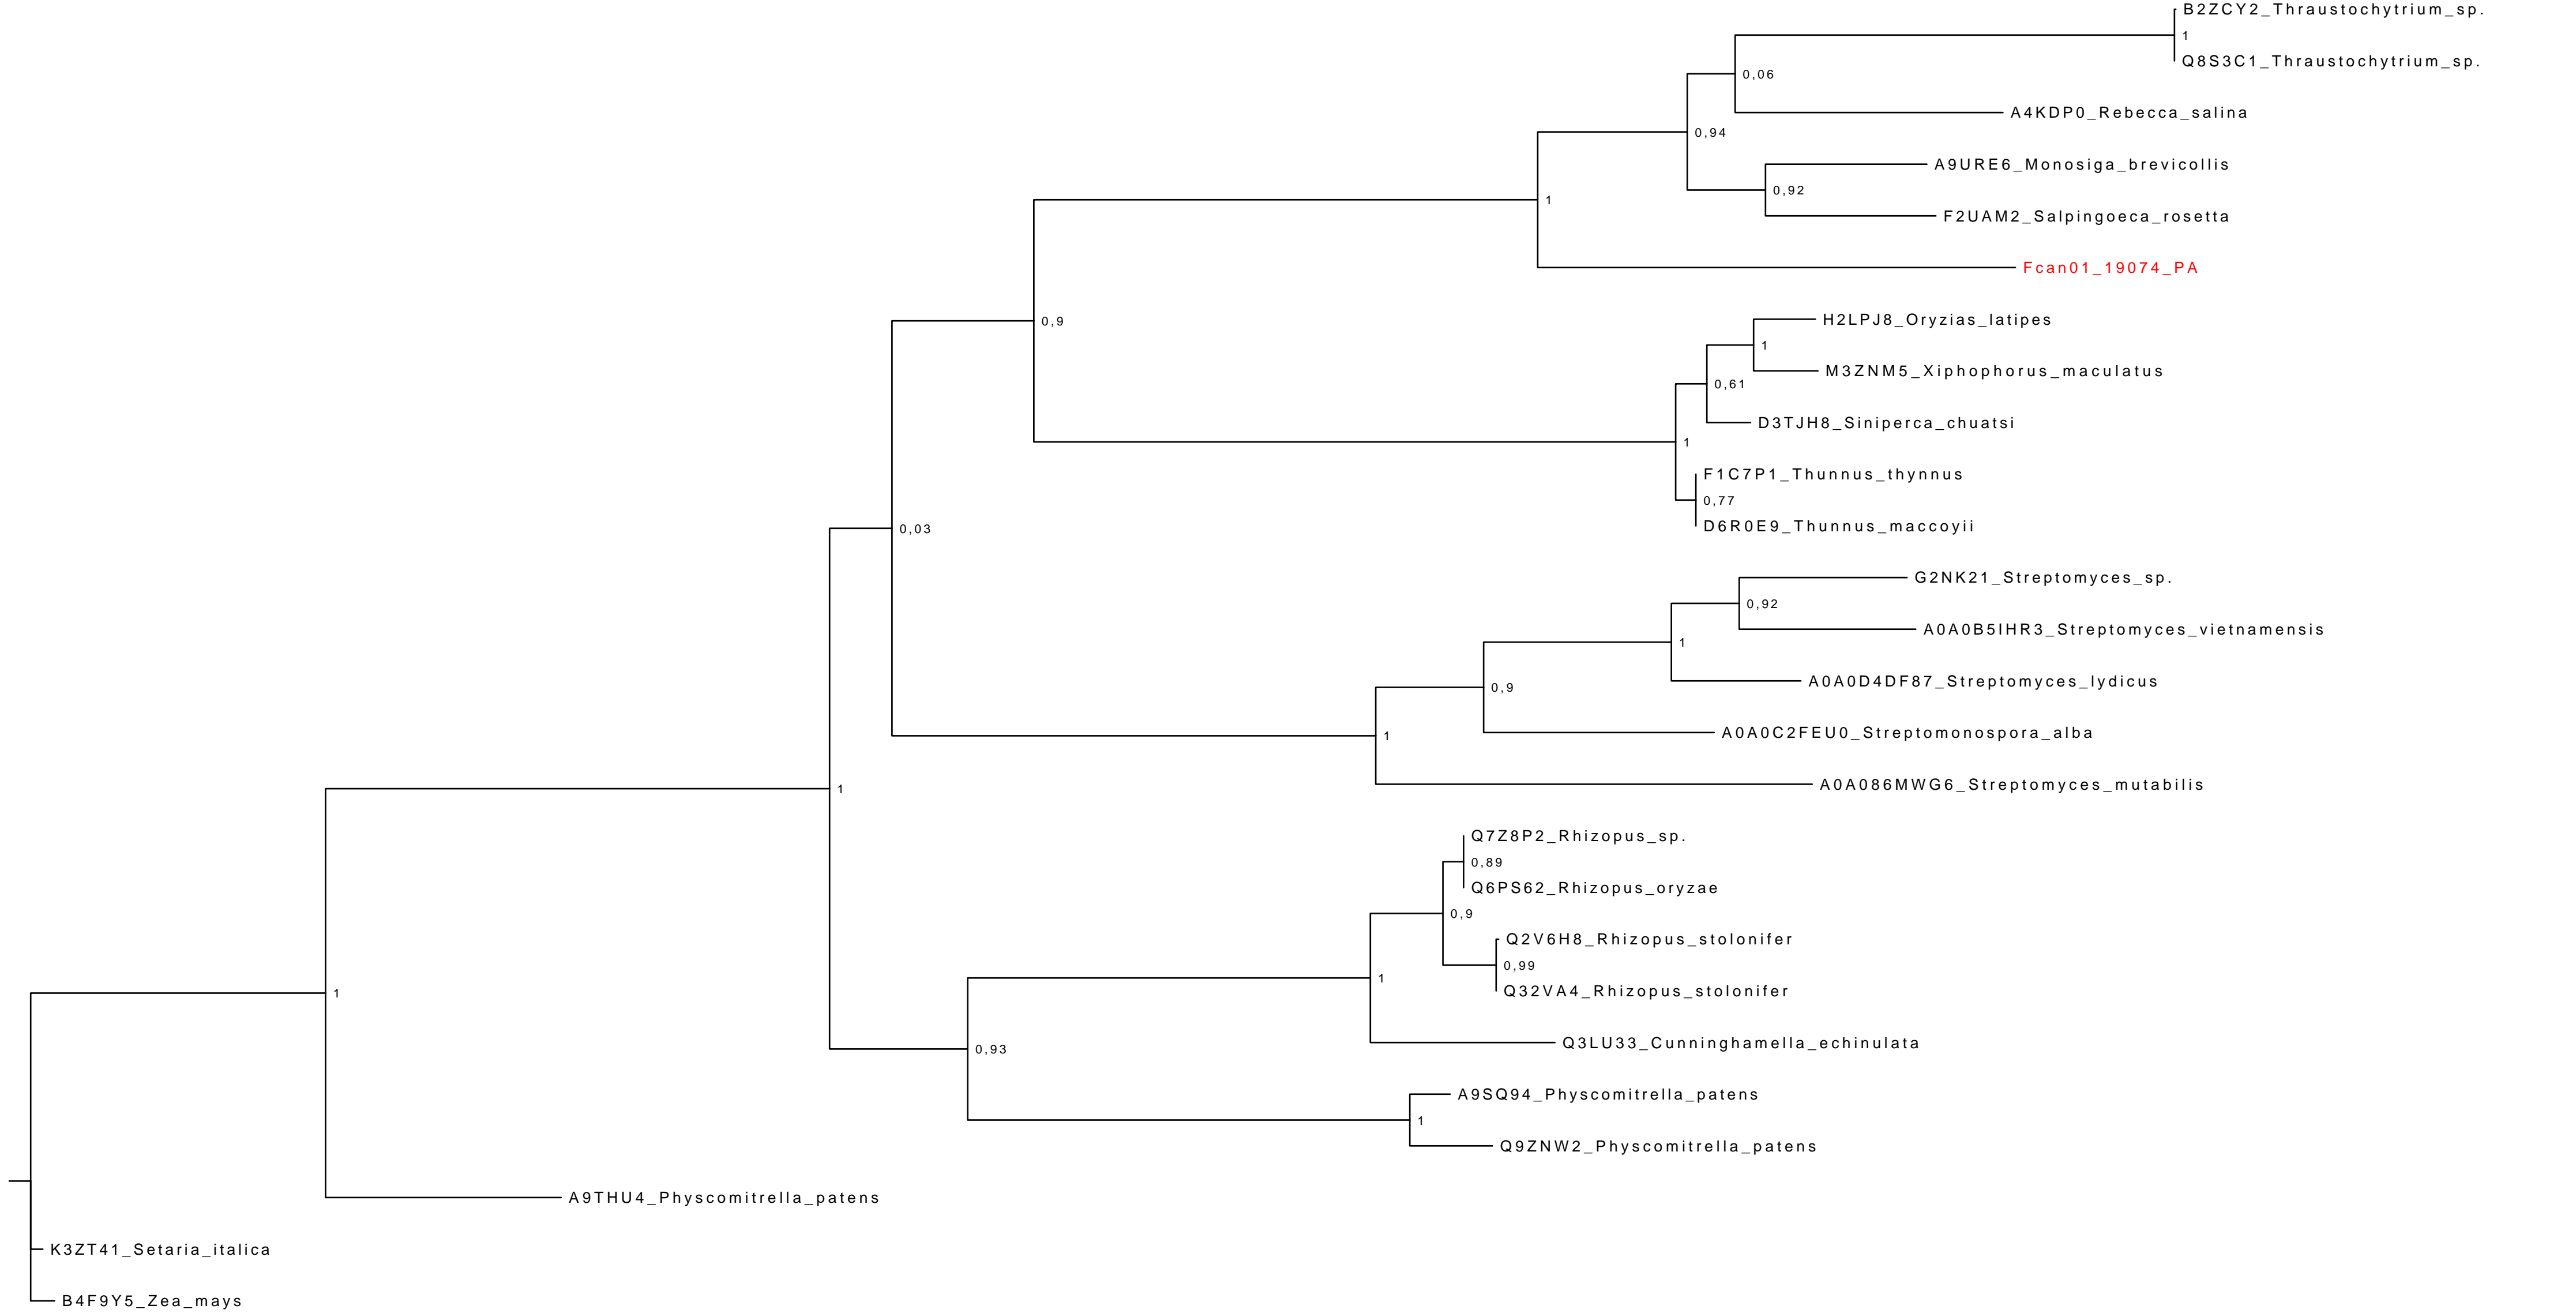 B2ZCY2_Thraustochytrium_sp.
1
Q8S3C1_Thraustochytrium_sp.
0,06
A4KDP0_Rebecca_salina
0,94
A9URE6_Monosiga_brevicollis
0,92
1
F2UAM2_Salpingoeca_rosetta
Fcan01_19074_PA
0,9
H2LPJ8_Oryzias_latipes
1
M3ZNM5_Xiphophorus_maculatus
0,61
D3TJH8_Siniperca_chuatsi
1
F1C7P1_Thunnus_thynnus
0,77
D6R0E9_Thunnus_maccoyii
0,03
G2NK21_Streptomyces_sp.
0,92
A0A0B5IHR3_Streptomyces_vietnamensis
1
A0A0D4DF87_Streptomyces_lydicus
0,9
A0A0C2FEU0_Streptomonospora_alba
1
A0A086MWG6_Streptomyces_mutabilis
1
Q7Z8P2_Rhizopus_sp.
0,89
Q6PS62_Rhizopus_oryzae
0,9
Q2V6H8_Rhizopus_stolonifer
0,99
1
Q32VA4_Rhizopus_stolonifer
1
Q3LU33_Cunninghamella_echinulata
0,93
A9SQ94_Physcomitrella_patens
1
Q9ZNW2_Physcomitrella_patens
A9THU4_Physcomitrella_patens
K3ZT41_Setaria_italica
B4F9Y5_Zea_mays